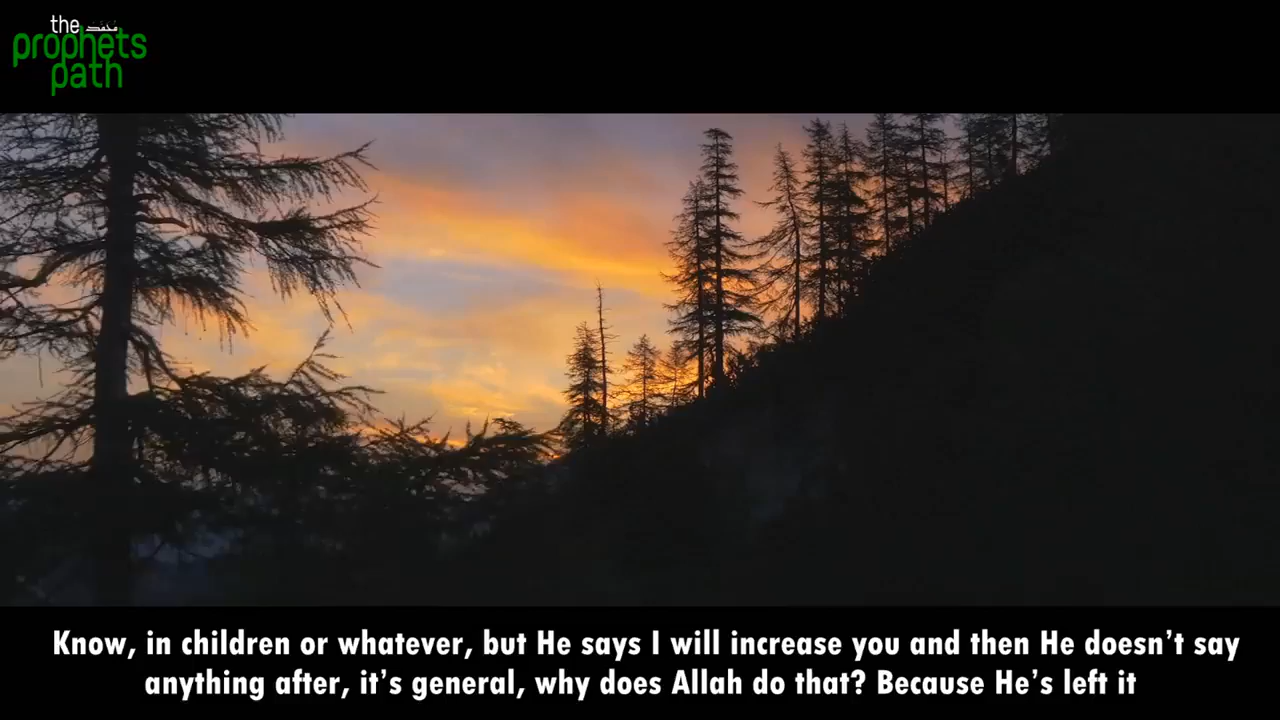 the محمد
prophets
path
Know, in children or whatever, but He says I will increase you and then He doesn't say
anything after, it's general, why does Allah do that? Because He's left it